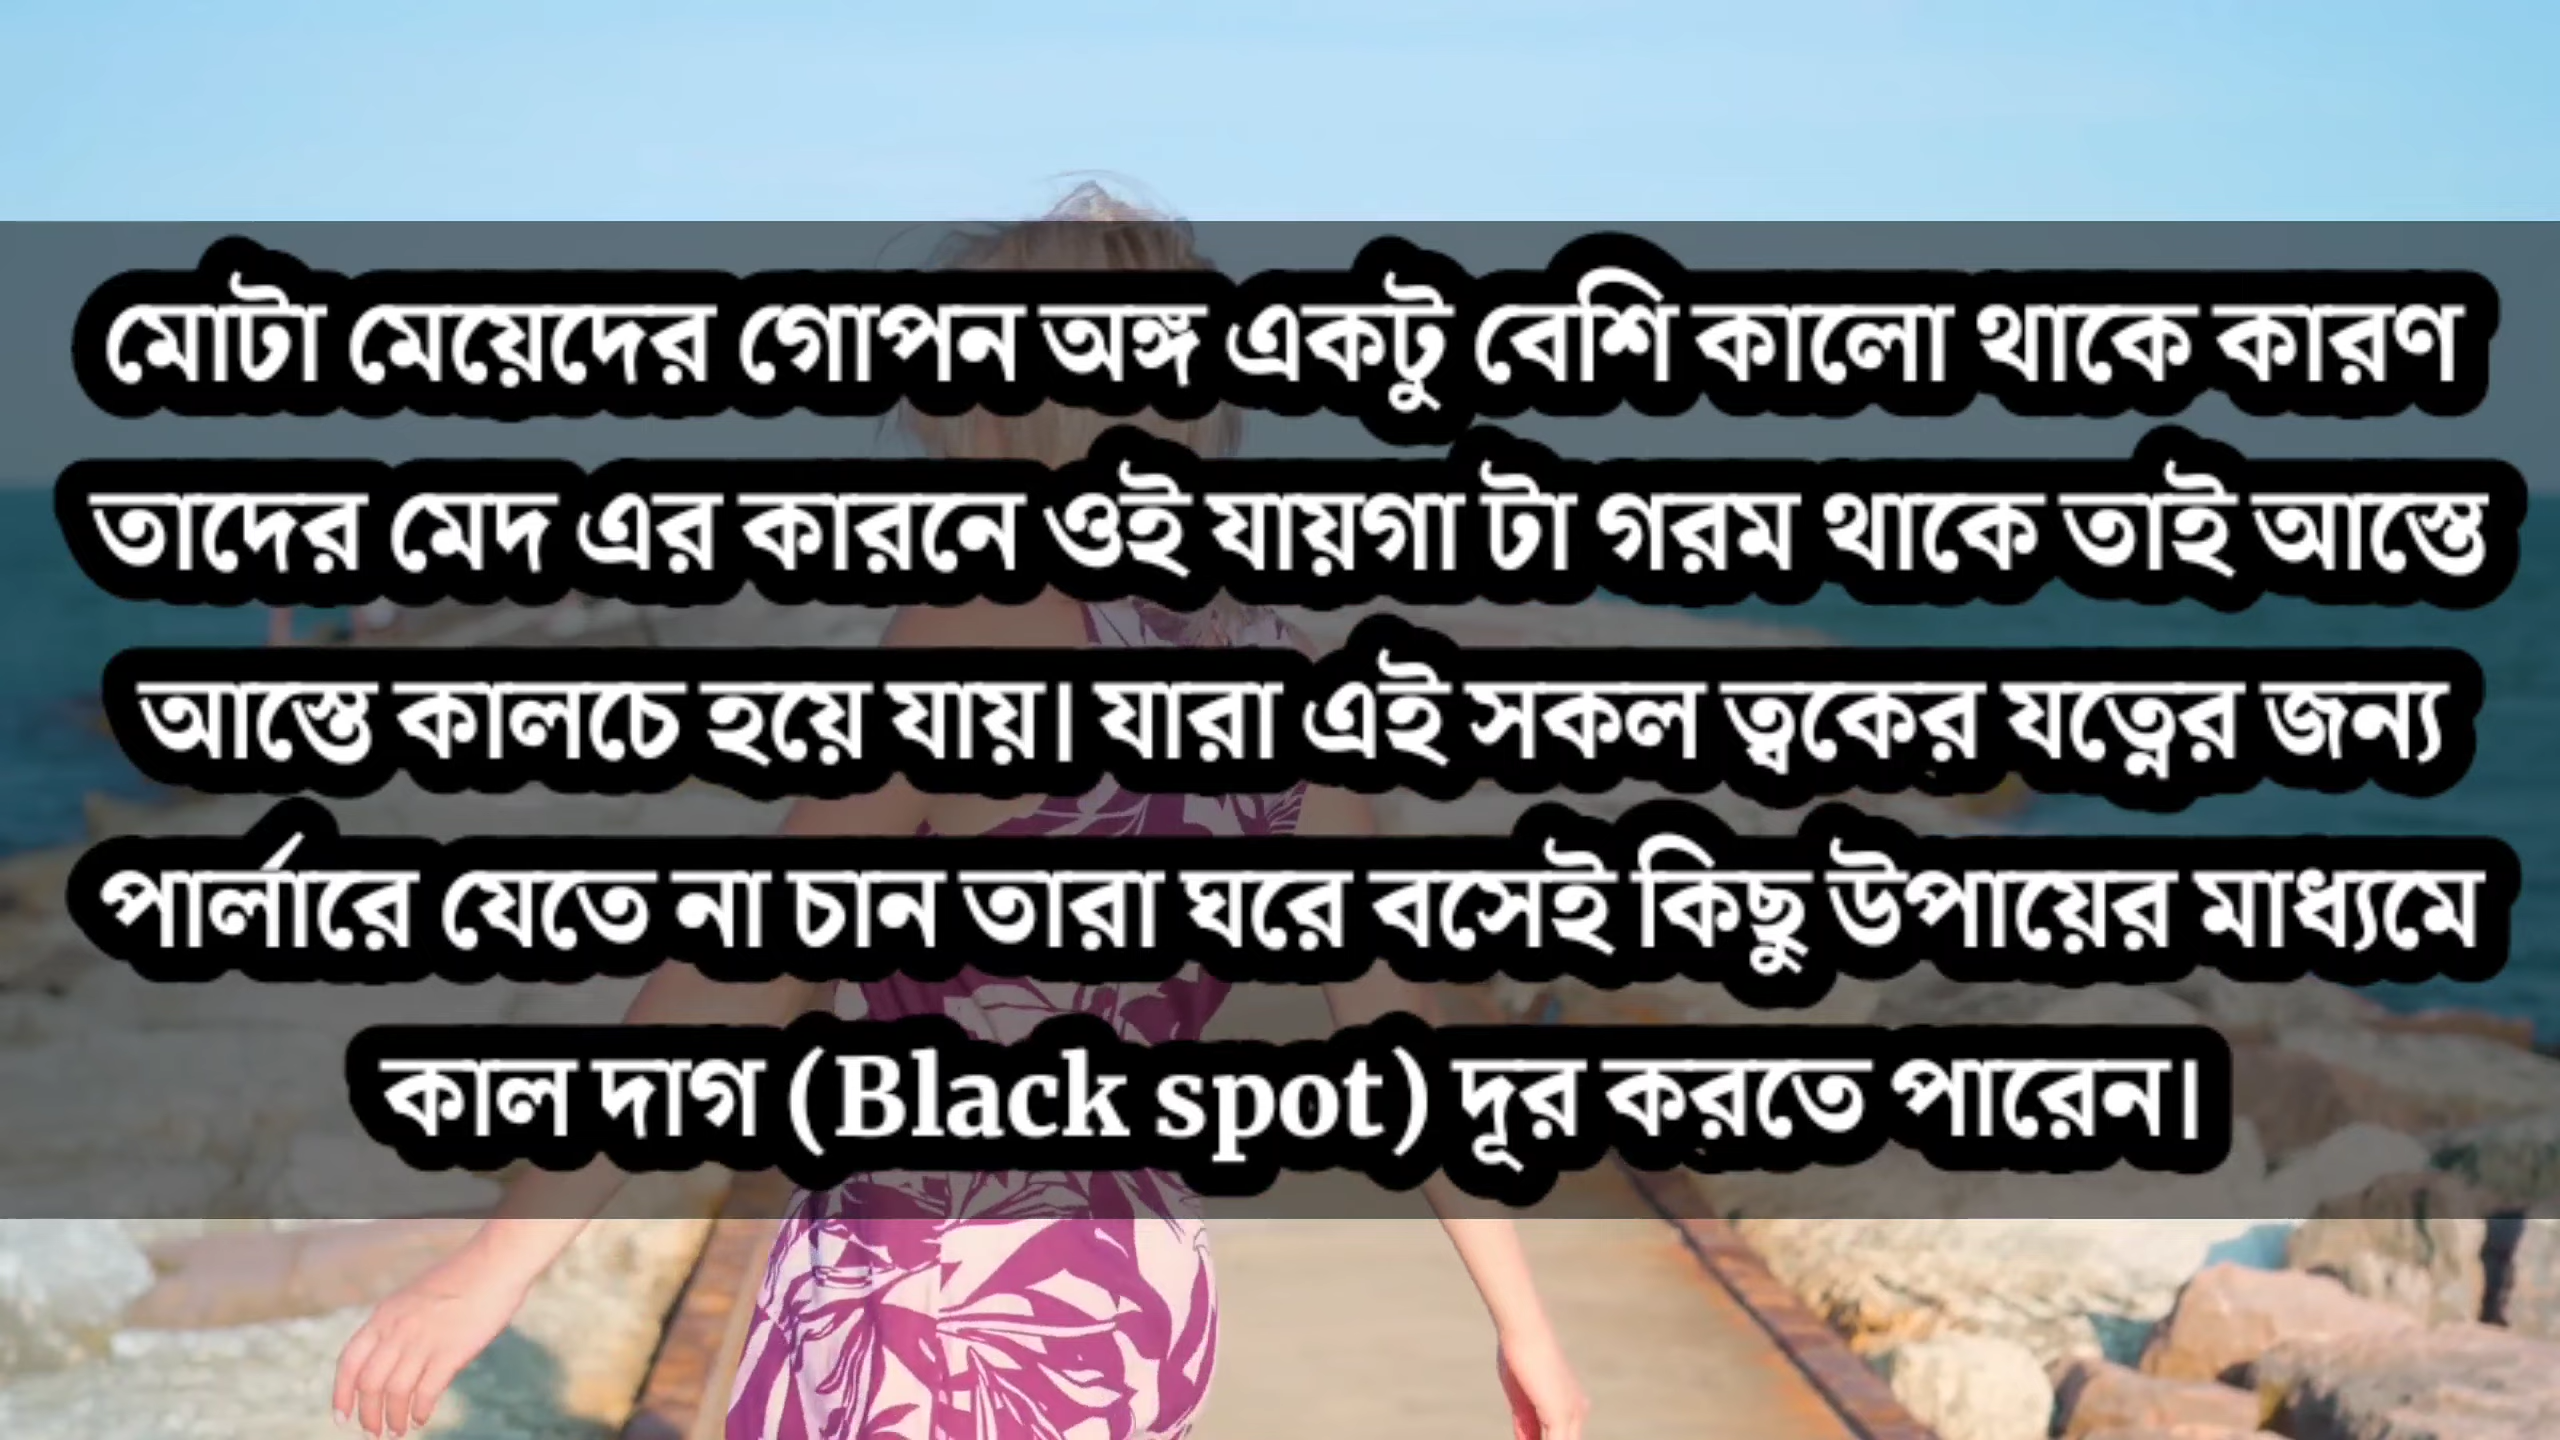 মোটা মেয়েদের গোপন অঙ্গ একটু বেশি কালো থাকে কারণ
তাদের মেদ এর কারনে ওই যায়গা টা গরম থাকে তাই আস্তে
আস্তে কালচে হয়ে যায়। যারা এই সকল ত্বকের যত্নের জন্য
পার্লারে যেতে না চান তারা ঘরে বসেই কিছু উপায়ের মাধ্যমে
কাল দাগ (Black spot) দূর করতে পারেন।